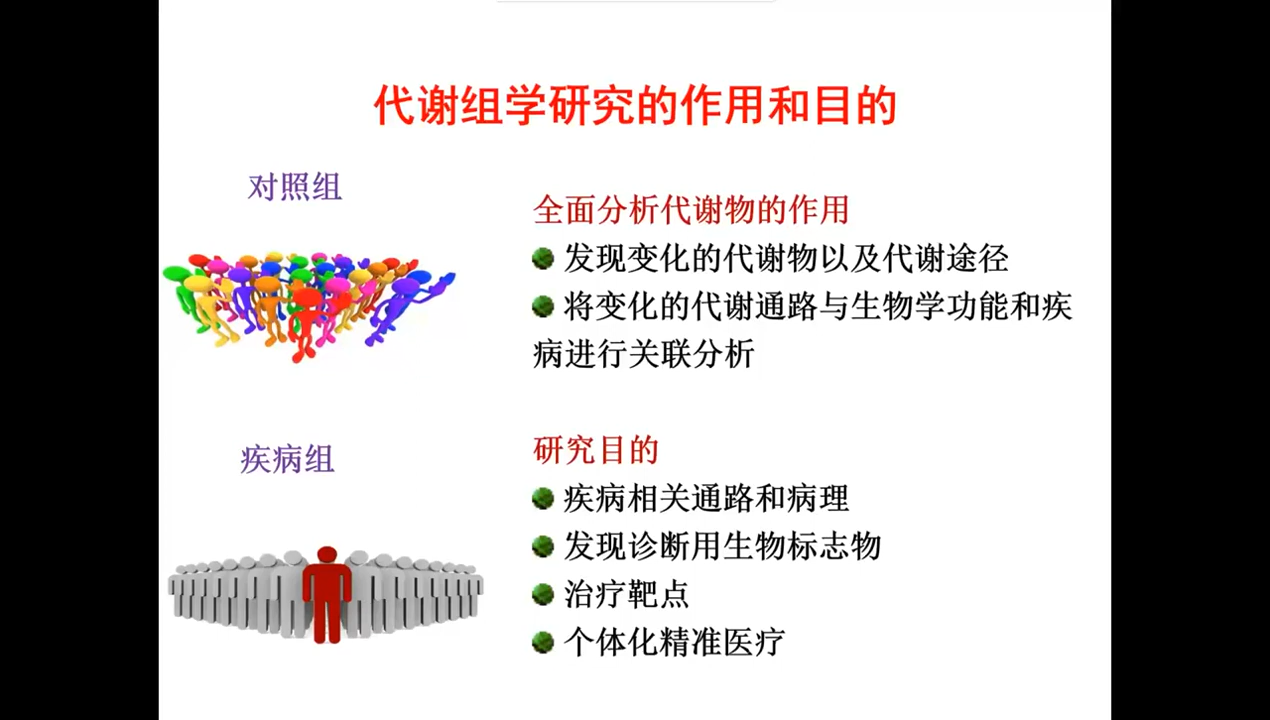 代谢组学研究的作用和目的
对照组
全面分析代谢物的作用
发现变化的代谢物以及代谢途径
将变化的代谢通路与生物学功能和疾
病进行关联分析
疾病组
研究目的
疾病相关通路和病理
发现诊断用生物标志物
治疗靶点
个体化精准医疗